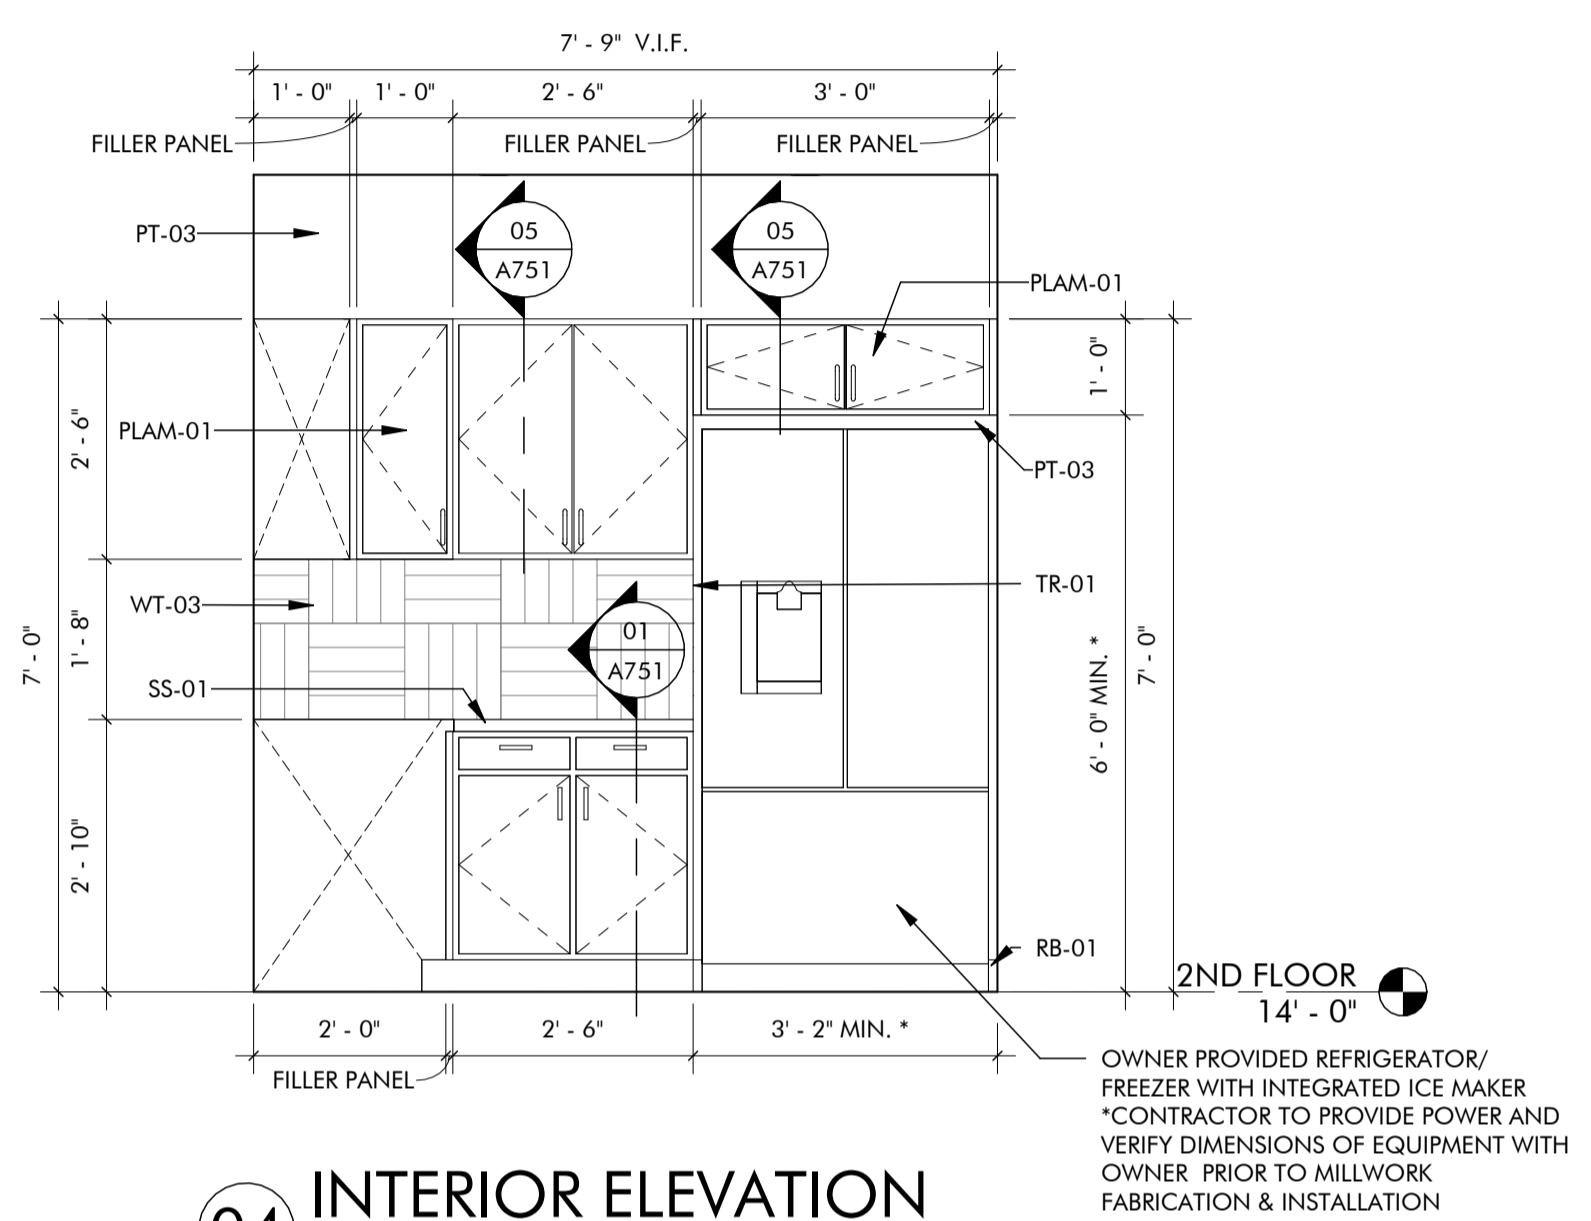 7' - 9" V.I.F.
1' - 0"
1' - 0"
2' - 6"
3' - 0"
FILLER PANEL
FILLER PANEL
FILLER PANEL
PT-03
05
A751
05
A751
PLAM-01
1' - 0"
2' - 6"
PLAM-01
PT-03
WT-03
TR-01
01
A751
7' - 0"
1' - 8"
SS-01
6' - 0" MIN. *
7' - 0"
2' - 10"
RB-01
2ND FLOOR
14' - 0"
2' - 0"
2' - 6"
3' - 2" MIN. *
FILLER PANEL
OWNER PROVIDED REFRIGERATOR/
FREEZER WITH INTEGRATED ICE MAKER
*CONTRACTOR TO PROVIDE POWER AND
VERIFY DIMENSIONS OF EQUIPMENT WITH
OWNER PRIOR TO MILLWORK
FABRICATION & INSTALLATION
INTERIOR ELEVATION